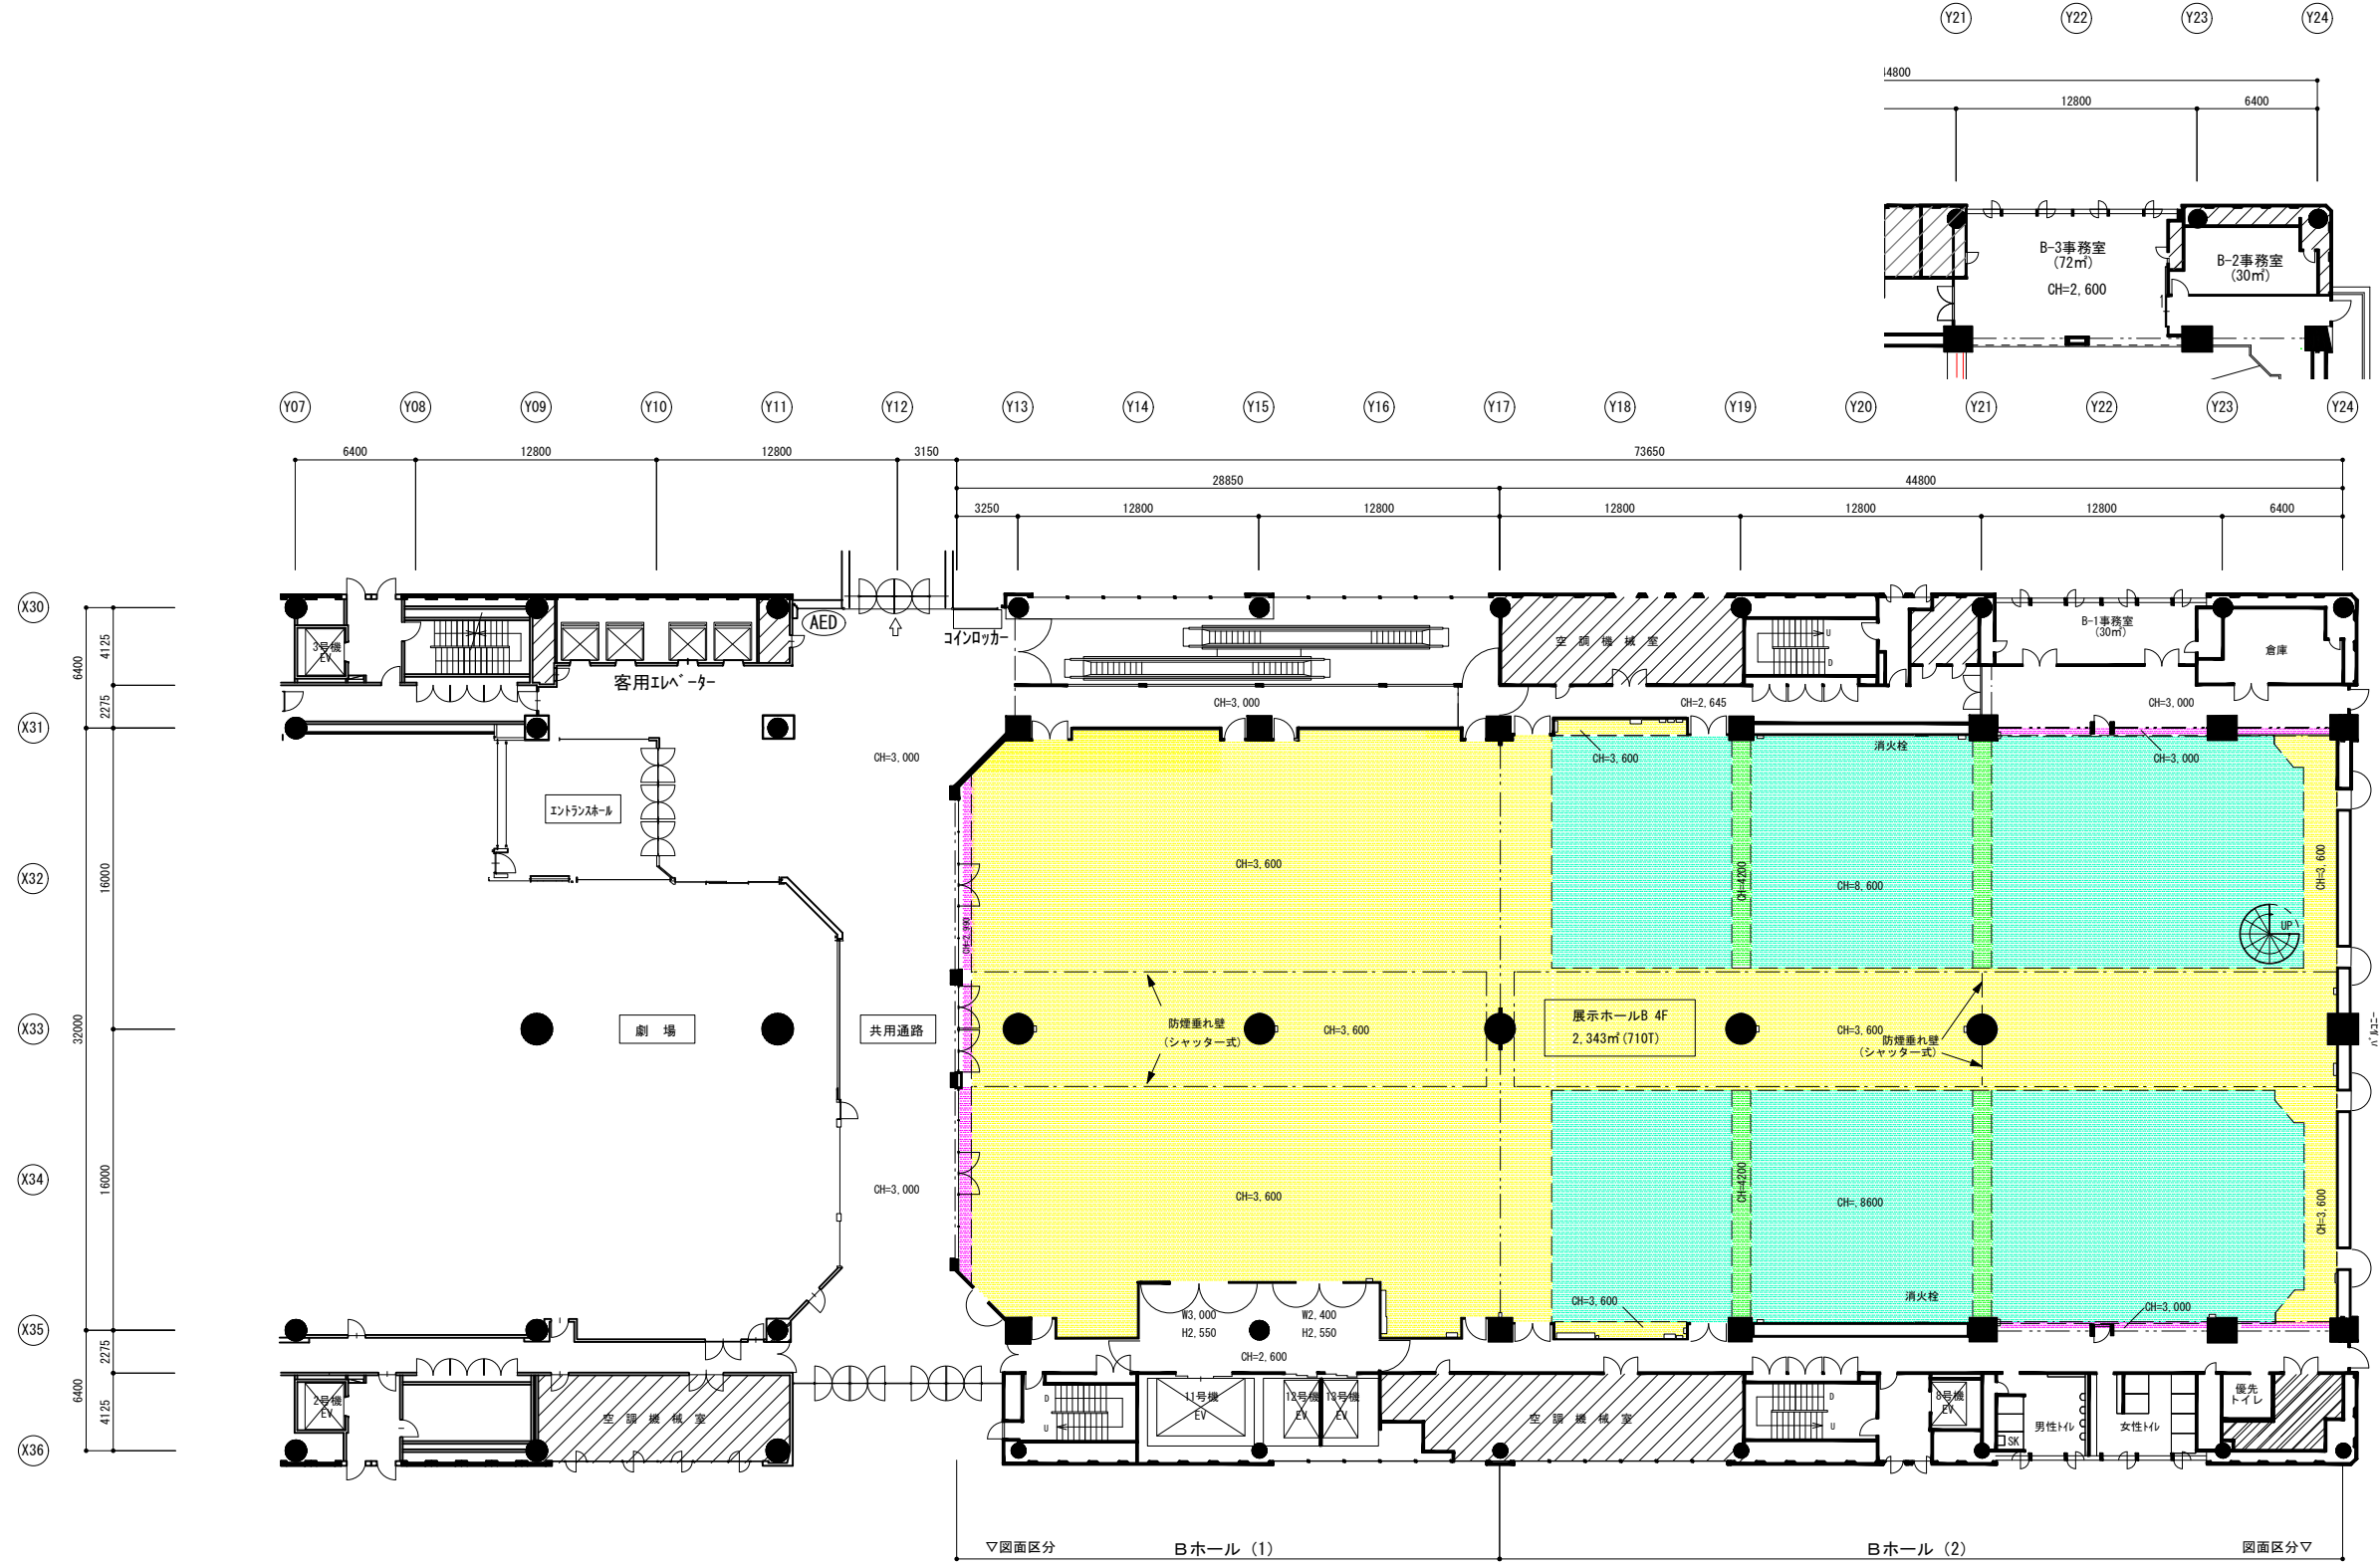 Y21 Y22 Y23 Y24
44800
12800 6400
B-3事務室
(72㎡)
CH=2,600
B-2事務室
(30㎡)
Y07 Y08 Y09 Y10 Y11 Y12 Y13 Y14 Y15 Y16 Y17 Y18 Y19 Y20 Y21 Y22 Y23 Y24
6400 12800 12800 3150 73650
28850 44800
3250 12800 12800 12800 12800 12800 6400
X30
X31
X32
X33
X34
X35
X36
6400
4125
2275
32000
16000
16000
6400
2275
4125
3号機
EV
客用エレベーター
AED
コインロッカー
空調機械室
U
D
B-1事務室
(30㎡)
倉庫
CH=3,000
CH=2,645
CH=3,000
CH=3,000
CH=3,600
消火栓
CH=3,000
エントランスホール
CH=3,600
CH=4200
CH=8,600
CH=3,600
UP
劇 場
共用通路
防煙垂れ壁
(シャッター式)
CH=3,600
展示ホールB 4F
2,343㎡(710T)
CH=3,600
防煙垂れ壁
(シャッター式)
バルコニー
CH=3,000
CH=3,600
CH=4200
CH=.8600
CH=3,600
CH=3,600
消火栓
CH=3,000
W3,000
H2,550
W2,400
H2,550
CH=2,600
2号機
EV
空調機械室
D
U
11号機
EV
12号機
EV
13号機
EV
空調機械室
D
U
8号機
EV
SK
男性トイレ
女性トイレ
優先
トイレ
▽図面区分
Bホール (1)
Bホール (2)
図面区分▽